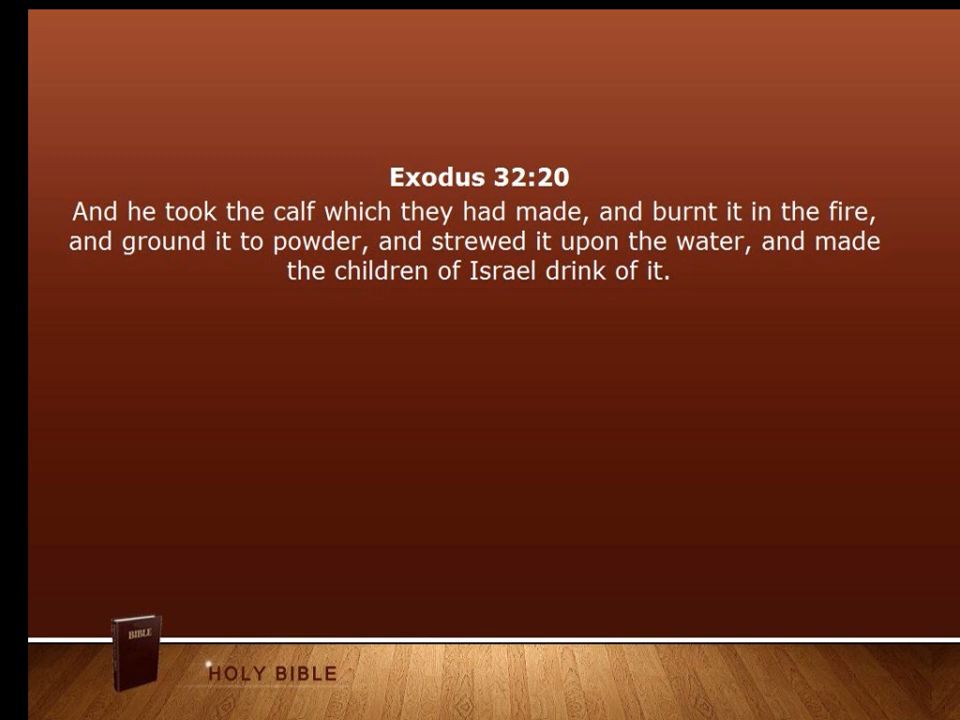 Exodus 32:20
And he took the calf which they had made, and burnt it in the fire,
and ground it to powder, and strewed it upon the water, and made
the children of Israel drink of it.
BIBLE
HOLY BIBLE